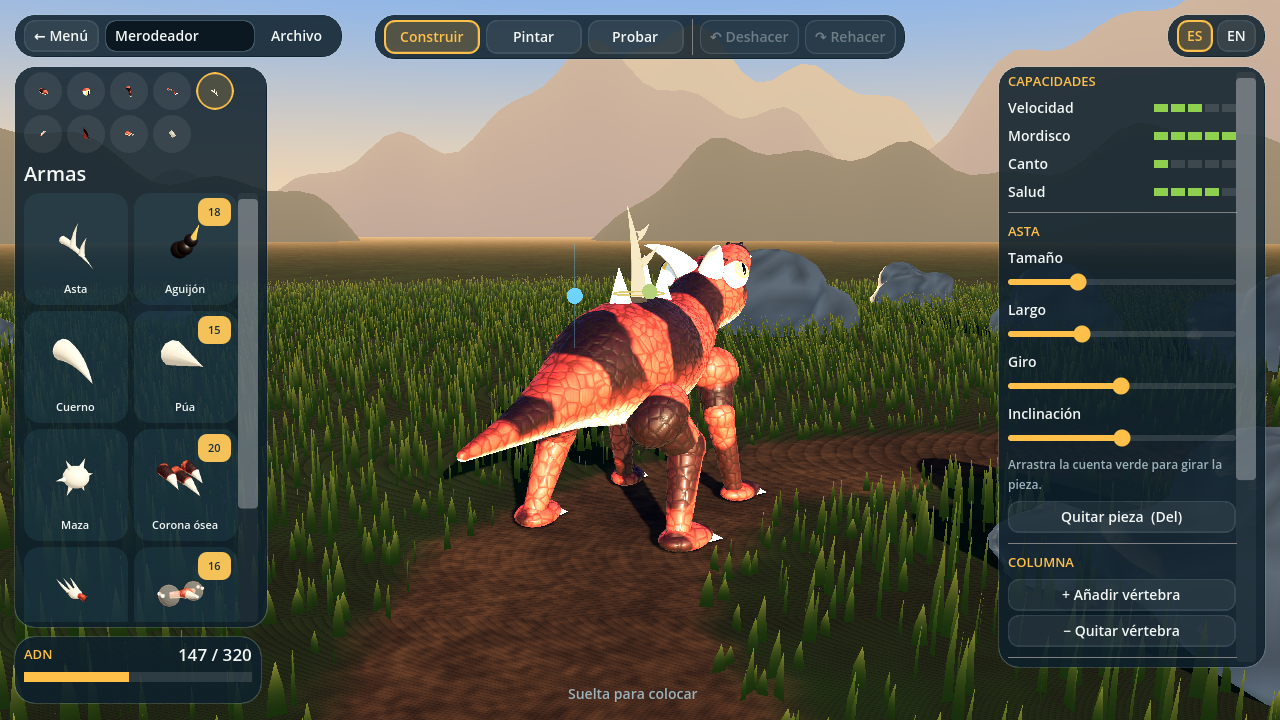 ← Menú
Merodeador
Archivo
Construir
Pintar
Probar
↶ Deshacer
↷ Rehacer
ES
EN
Armas
Asta
18
Aguijón
Cuerno
15
Púa
Maza
20
Corona ósea
16
ADN
147 / 320
Suelta para colocar
CAPACIDADES
Velocidad
Mordisco
Canto
Salud
ASTA
Tamaño
Largo
Giro
Inclinación
Arrastra la cuenta verde para girar la
pieza.
Quitar pieza (Del)
COLUMNA
+ Añadir vértebra
− Quitar vértebra